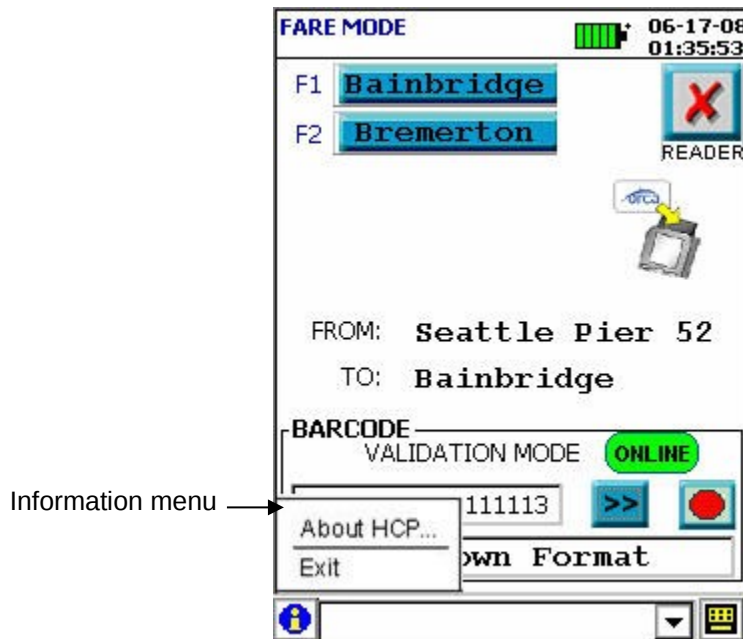 FARE MODE
06-17-08
01:35:53
F1 Bainbridge
F2 Bremerton
READER
orca
FROM: Seattle Pier 52
TO: Bainbridge
BARCODE
VALIDATION MODE ONLINE
Information menu
111113 >>
About HCP...
Format
Exit